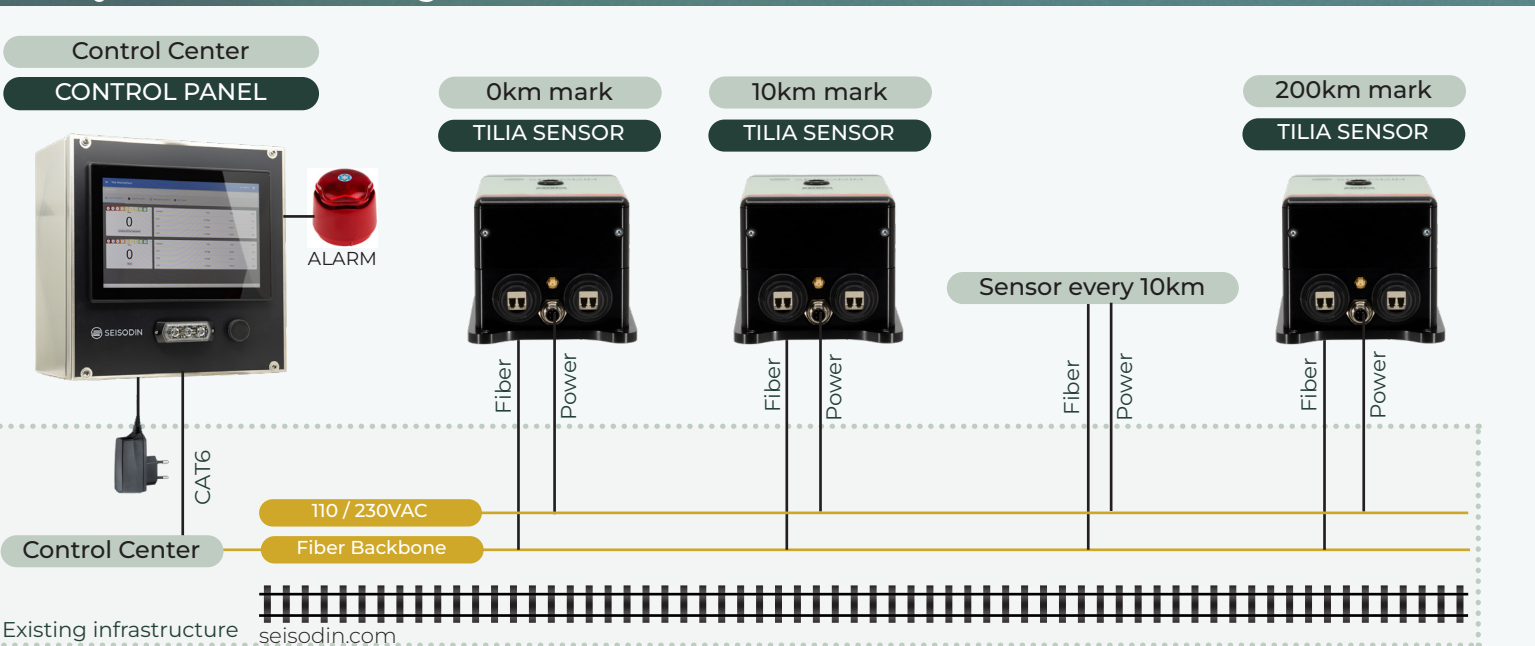 Control Center
CONTROL PANEL
0km mark
TILIA SENSOR
10km mark
TILIA SENSOR
200km mark
TILIA SENSOR
0
0
SEISODIN
ALARM
Sensor every 10km
Fiber
Power
Fiber
Power
Fiber
Power
Fiber
Power
CAT6
110 / 230VAC
Control Center
Fiber Backbone
Existing infrastructure
seisodin.com